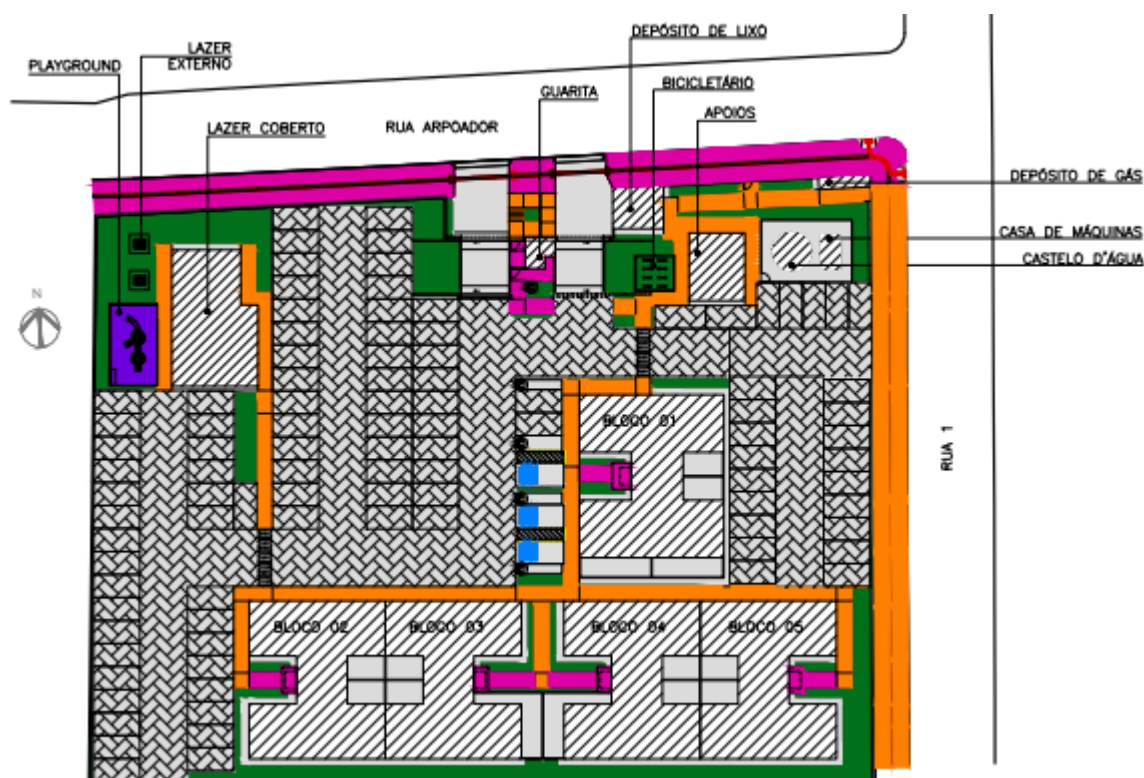 DEPÓSITO DE LIXO
LAZER
EXTERNO
PLAYGROUND
BICICLETÁRIO
GUARITA
APOIOS
LAZER COBERTO
RUA ARPOADOR
DEPÓSITO DE GÁS
CASA DE MÁQUINAS
CASTELO D'ÁGUA
N
BLOCO 01
RUA 1
BLOCO 02
BLOCO 03
BLOCO 04
BLOCO 05